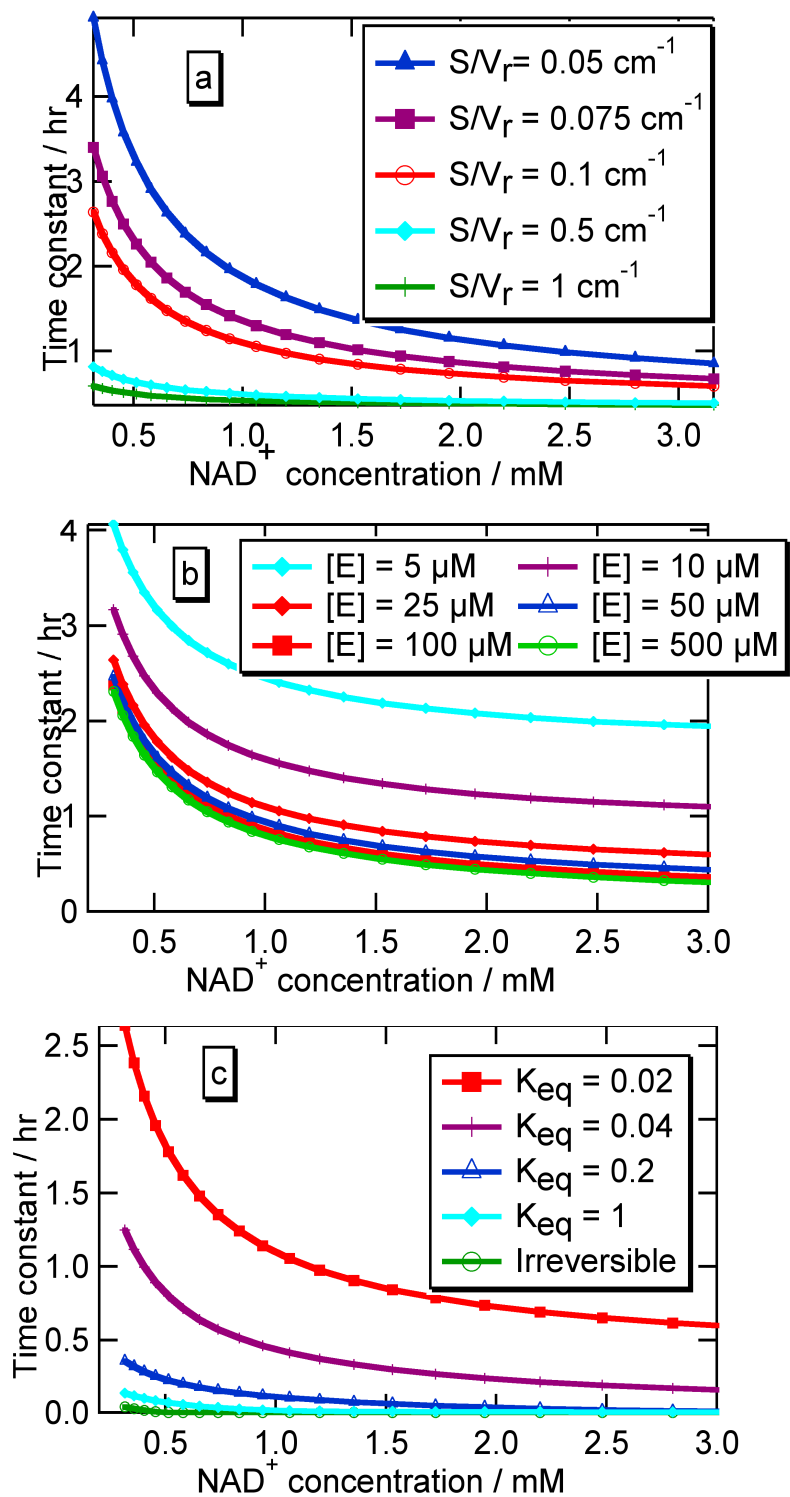 a
S/Vr= 0.05 cm-1
S/Vr = 0.075 cm-1
S/Vr = 0.1 cm-1
S/Vr = 0.5 cm-1
S/Vr = 1 cm-1
Time constant / hr
4
3
2
1
0.5 1.0 1.5 2.0 2.5 3.0
NAD+ concentration / mM
b
[E] = 5 µM [E] = 10 µM
[E] = 25 µM [E] = 50 µM
[E] = 100 µM [E] = 500 µM
Time constant / hr
4
3
2
1
0
0.5 1.0 1.5 2.0 2.5 3.0
NAD+ concentration / mM
c
Keq = 0.02
Keq = 0.04
Keq = 0.2
Keq = 1
Irreversible
Time constant / hr
2.5
2.0
1.5
1.0
0.5
0.0
0.5 1.0 1.5 2.0 2.5 3.0
NAD+ concentration / mM